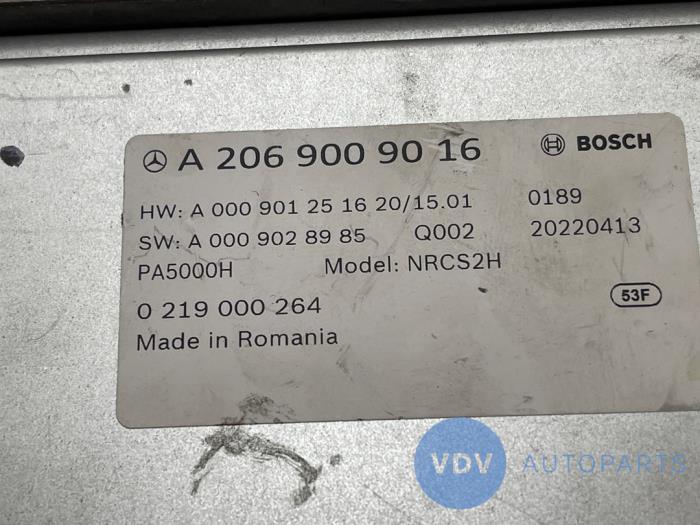 A 206 900 90 16 BOSCH
HW: A 000 901 25 16 20/15.01 0189
SW: A 000 902 89 85 Q002 20220413
PA5000H Model: NRCS2H
0 219 000 264 53F
Made in Romania
VDV AUTOPARTS